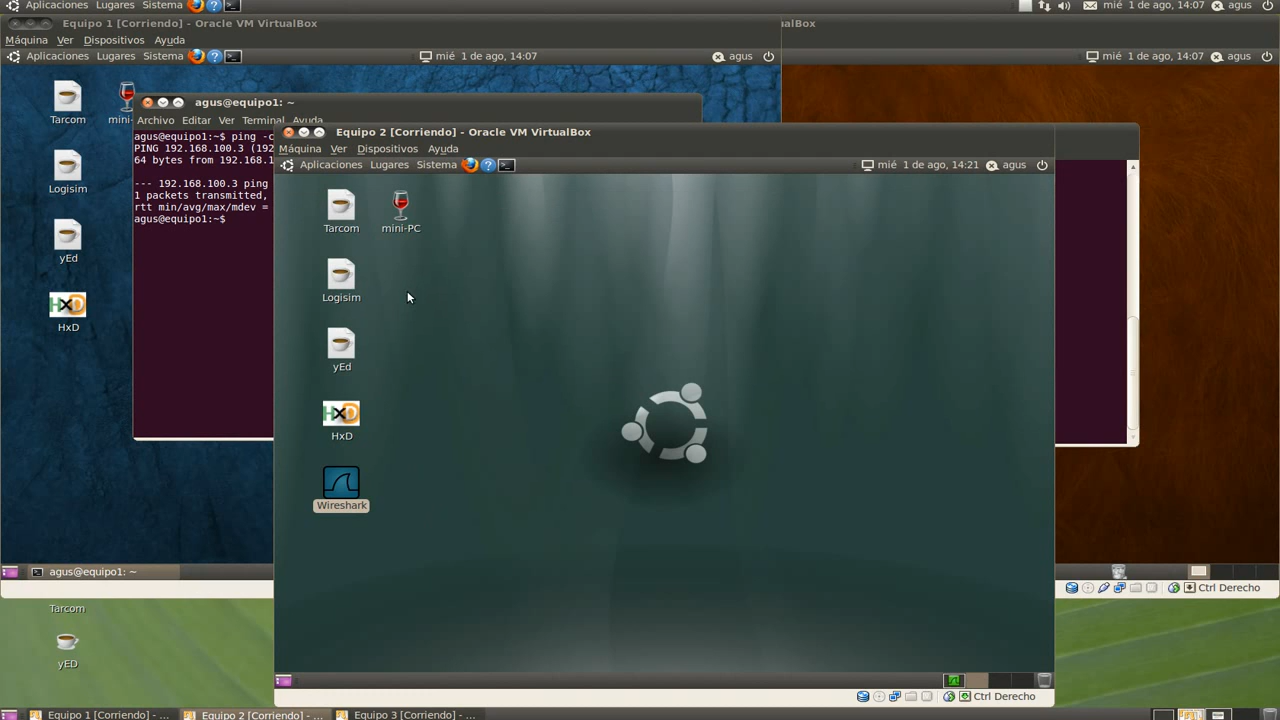 Aplicaciones Lugares Sistema mié 1 de ago, 14:07 agus
Equipo 1 [Corriendo] - Oracle VM VirtualBox
ualBox
Máquina Ver Dispositivos Ayuda
Aplicaciones Lugares Sistema mié 1 de ago, 14:07 agus
mié 1 de ago, 14:07 agus
Tarcom mini-
Logisim
yEd
HxD
HxD
agus@equipo1: ~
Archivo Editar Ver Terminal Ayuda
agus@equipo1:~$ ping -c
PING 192.168.100.3 (192
64 bytes from 192.168.1
--- 192.168.100.3 ping
1 packets transmitted,
rtt min/avg/max/mdev =
agus@equipo1:~$
Equipo 2 [Corriendo] - Oracle VM VirtualBox
Máquina Ver Dispositivos Ayuda
Aplicaciones Lugares Sistema mié 1 de ago, 14:21 agus
Tarcom mini-PC
Logisim
yEd
HxD
HxD
Wireshark
agus@equipo1: ~
Ctrl Derecho
Tarcom
yED
Ctrl Derecho
Equipo 1 [Corriendo] - ... Equipo 2 [Corriendo] - ... Equipo 3 [Corriendo] - ...